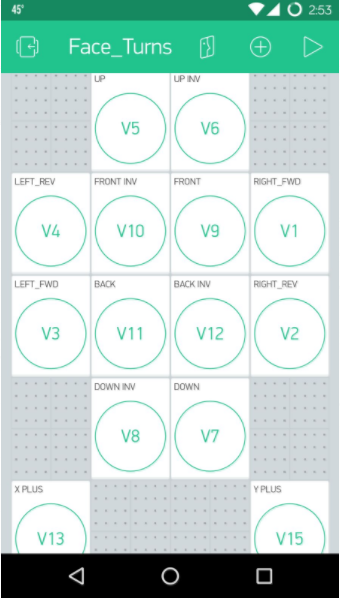 45° 2:53
Face_Turns
UP UP INV
V5 V6
LEFT_REV FRONT INV FRONT RIGHT_FWD
V4 V10 V9 V1
LEFT_FWD BACK BACK INV RIGHT_REV
V3 V11 V12 V2
DOWN INV DOWN
V8 V7
X PLUS Y PLUS
V13 V15